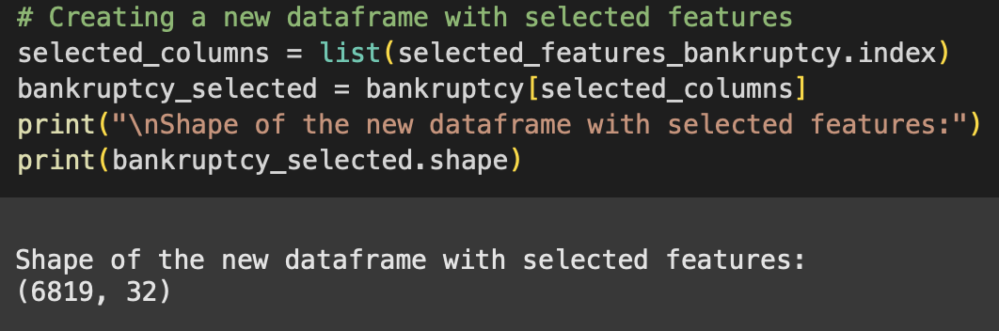 # Creating a new dataframe with selected features
selected_columns = list(selected_features_bankruptcy.index)
bankruptcy_selected = bankruptcy[selected_columns]
print("\nShape of the new dataframe with selected features:")
print(bankruptcy_selected.shape)
Shape of the new dataframe with selected features:
(6819, 32)